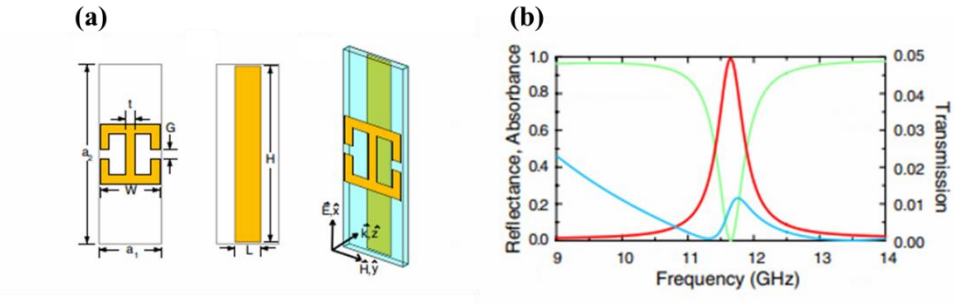 (a)
(b)
t
G
a2
W
a1
H
L
E,x̂
k,ẑ
H,ŷ
Reflectance, Absorbance
1.0
0.8
0.6
0.4
0.2
0.0
0.05
0.04
0.03
0.02
0.01
0.00
Transmission
9 10 11 12 13 14
Frequency (GHz)